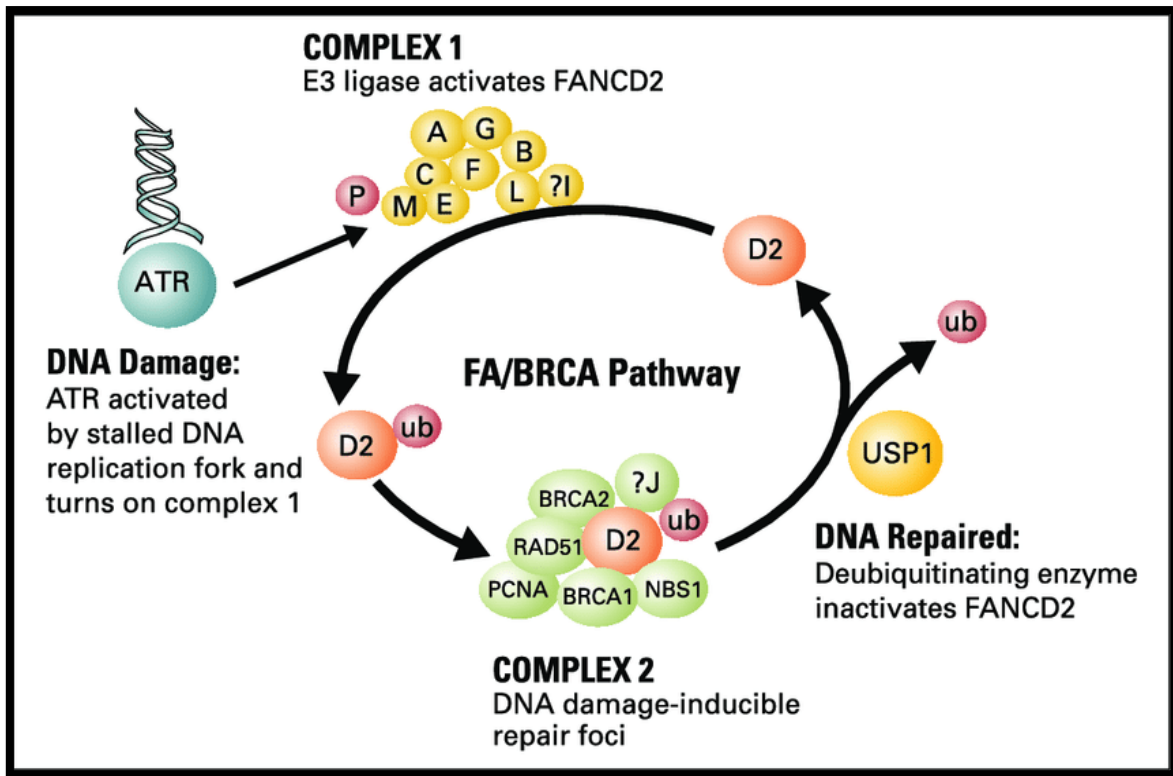 COMPLEX 1
E3 ligase activates FANCD2
A
G
B
C
F
L
?I
P
M
E
ATR
D2
ub
DNA Damage:
ATR activated
by stalled DNA
replication fork and
turns on complex 1
FA/BRCA Pathway
D2
ub
USP1
BRCA2
?J
ub
RAD51
D2
PCNA
BRCA1
NBS1
DNA Repaired:
Deubiquitinating enzyme
inactivates FANCD2
COMPLEX 2
DNA damage-inducible
repair foci